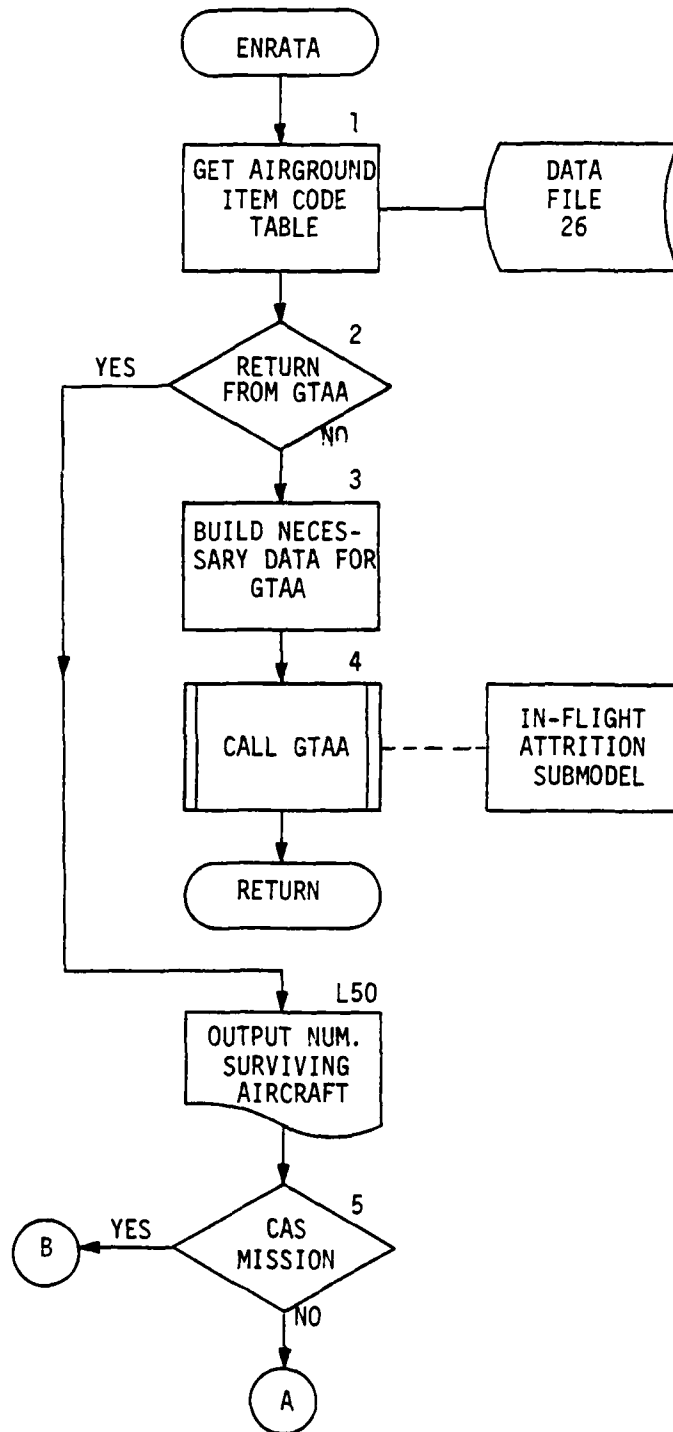 ENRATA
1
GET AIRGROUND
ITEM CODE
TABLE
DATA
FILE
26
2
YES
RETURN
FROM GTAA
NO
3
BUILD NECES-
SARY DATA FOR
GTAA
4
CALL GTAA
IN-FLIGHT
ATTRITION
SUBMODEL
RETURN
L50
OUTPUT NUM.
SURVIVING
AIRCRAFT
5
B
YES
CAS
MISSION
NO
A